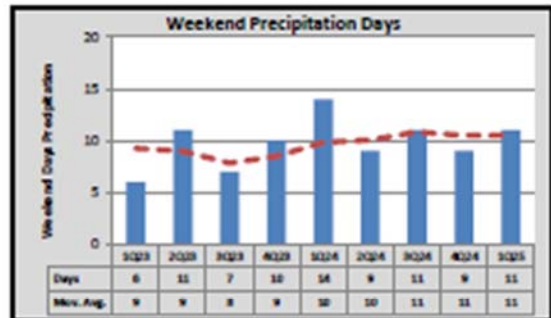 Weekend Precipitation Days
Weekend Days Precipitation
20
15
10
5
0
1Q23 2Q23 3Q23 4Q23 1Q24 2Q24 3Q24 4Q24 1Q25
Days 6 11 7 10 14 9 11 9 11
Mov. Avg. 9 9 8 9 10 10 11 11 11